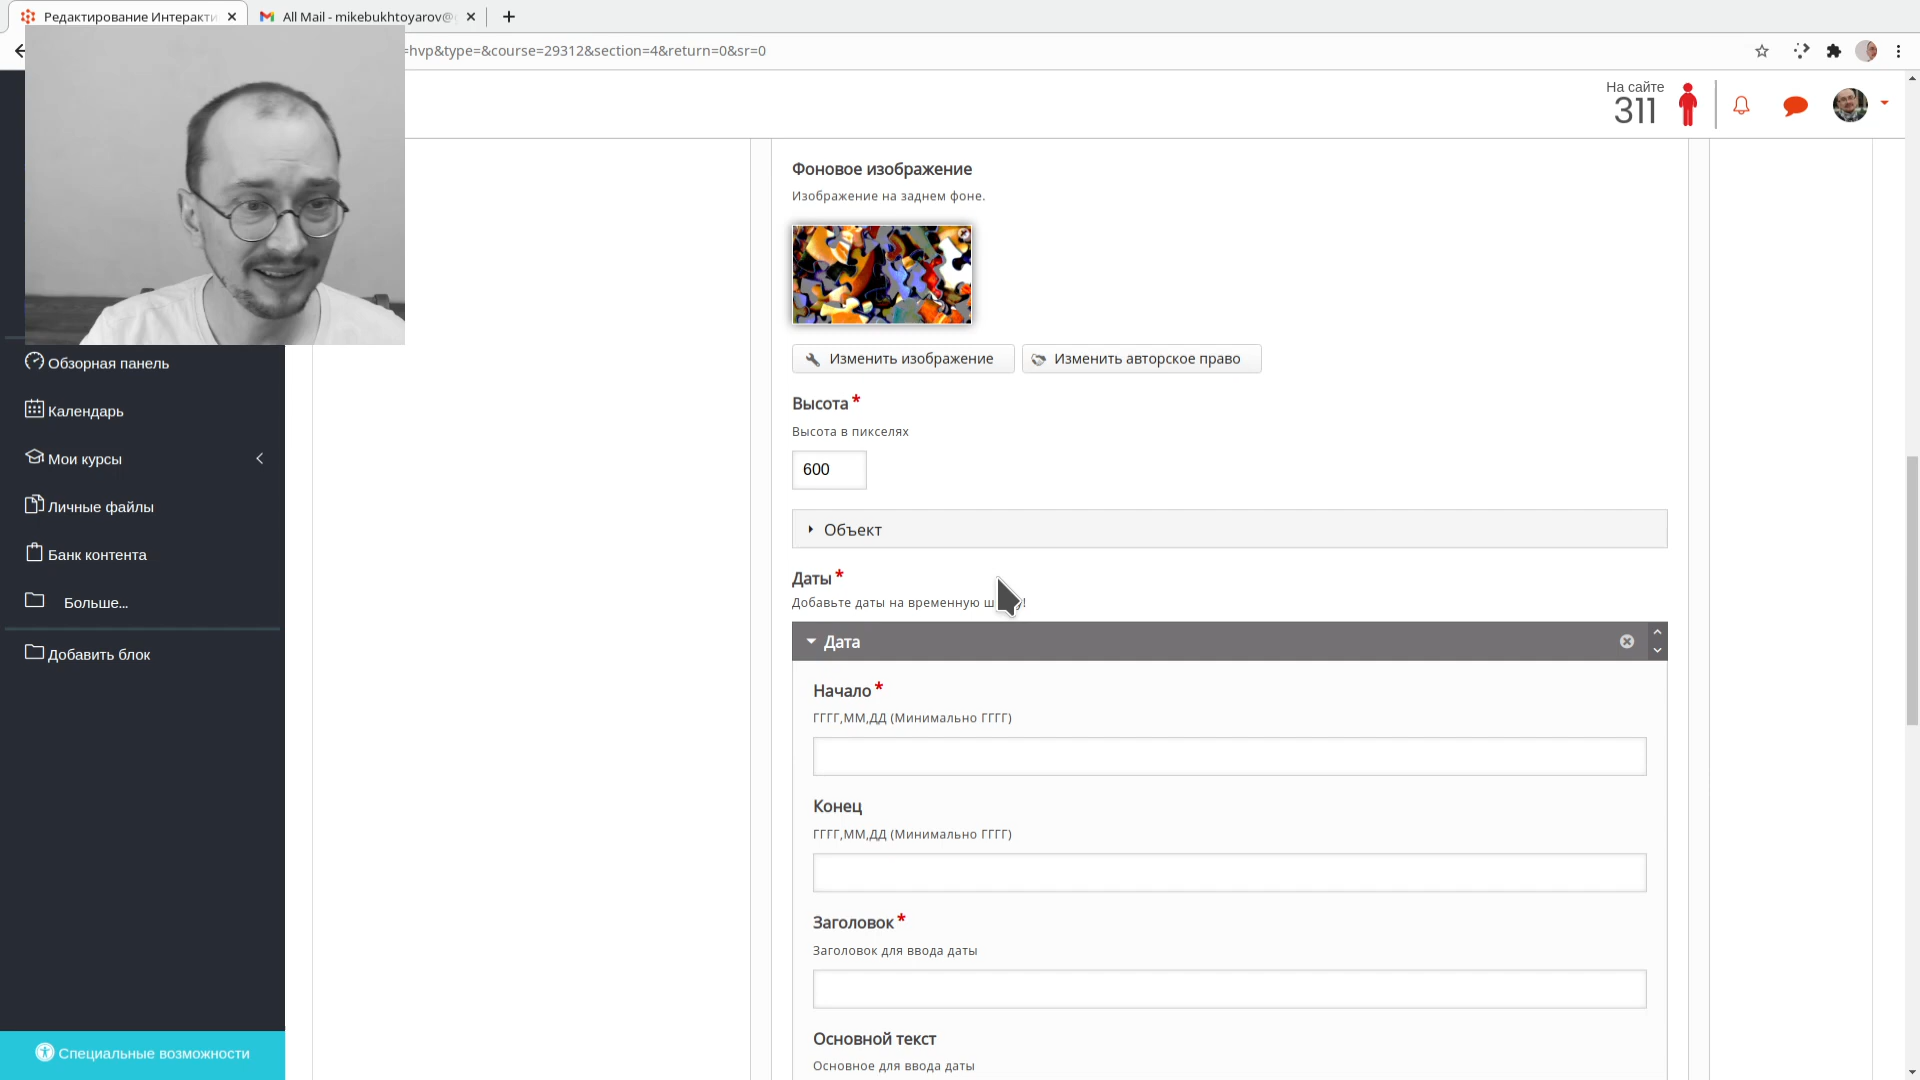 Редактирование Интеракти
All Mail - mikebukhtoyarov@
=hvp&type=&course=29312&section=4&return=0&sr=0
На сайте
311
Фоновое изображение
Изображение на заднем фоне.
Изменить изображение
Изменить авторское право
Высота *
Высота в пикселях
600
Объект
Даты *
Добавьте даты на временную ш
Дата
Начало *
ГГГГ,ММ,ДД (Минимально ГГГГ)
Конец
ГГГГ,ММ,ДД (Минимально ГГГГ)
Заголовок *
Заголовок для ввода даты
Основной текст
Основное для ввода даты
Обзорная панель
Календарь
Мои курсы
Личные файлы
Банк контента
Больше...
Добавить блок
Специальные возможности